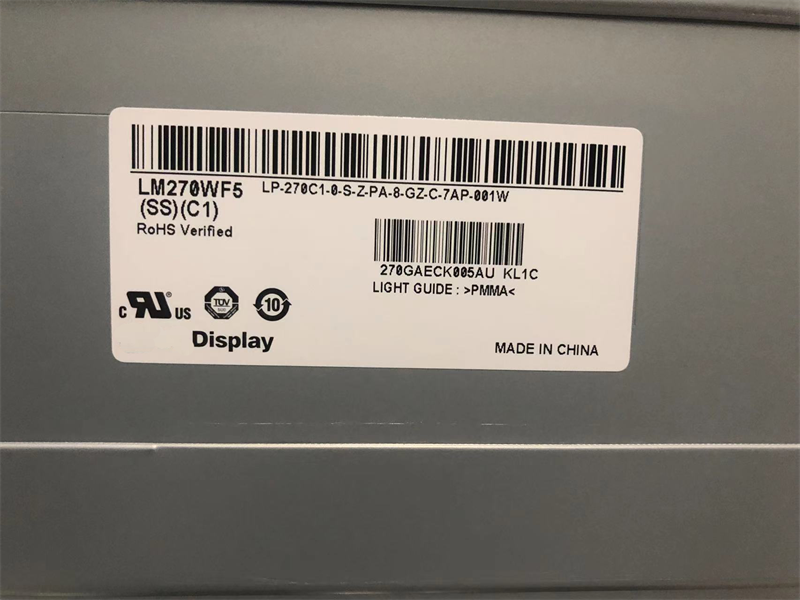 LM270WF5 LP-270C1-0-S-Z-PA-8-GZ-C-7AP-001W
(SS)(C1)
RoHS Verified
270GAECK005AU KL1C
LIGHT GUIDE : >PMMA<
c RU ® US TÜV 10
Display
MADE IN CHINA